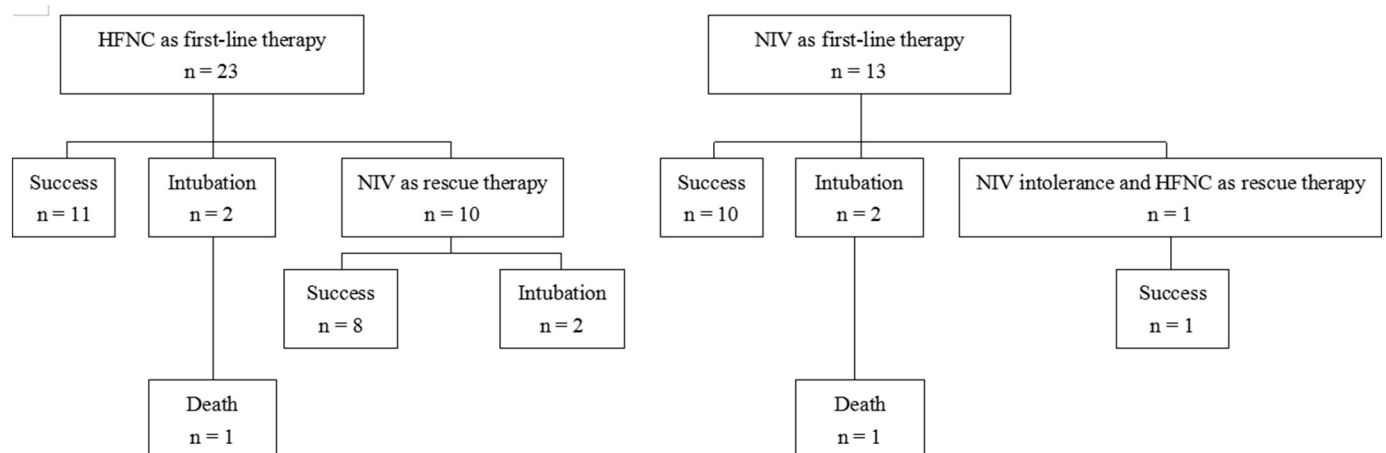 HFNC as first-line therapy
n = 23
Success
n = 11
Intubation
n = 2
NIV as rescue therapy
n = 10
Success
n = 8
Intubation
n = 2
Death
n = 1
NIV as first-line therapy
n = 13
Success
n = 10
Intubation
n = 2
NIV intolerance and HFNC as rescue therapy
n = 1
Success
n = 1
Death
n = 1